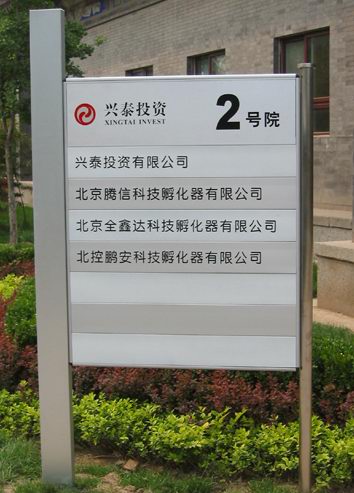 兴泰投资
XINGTAI INVEST
2号院
兴泰投资有限公司
北京腾信科技孵化器有限公司
北京全鑫达科技孵化器有限公司
北控鹏安科技孵化器有限公司